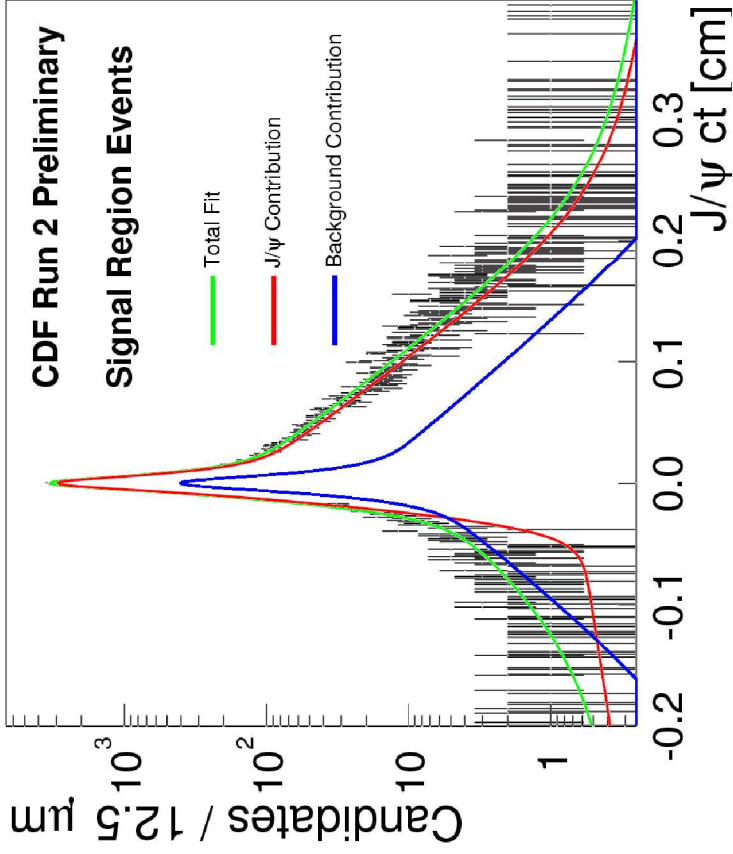 CDF Run 2 Preliminary
Signal Region Events
Total Fit
J/ψ Contribution
Background Contribution
Candidates / 12.5 μm
10³
10²
10
1
-0.2
-0.1
0.0
0.1
0.2
0.3
J/ψ ct [cm]